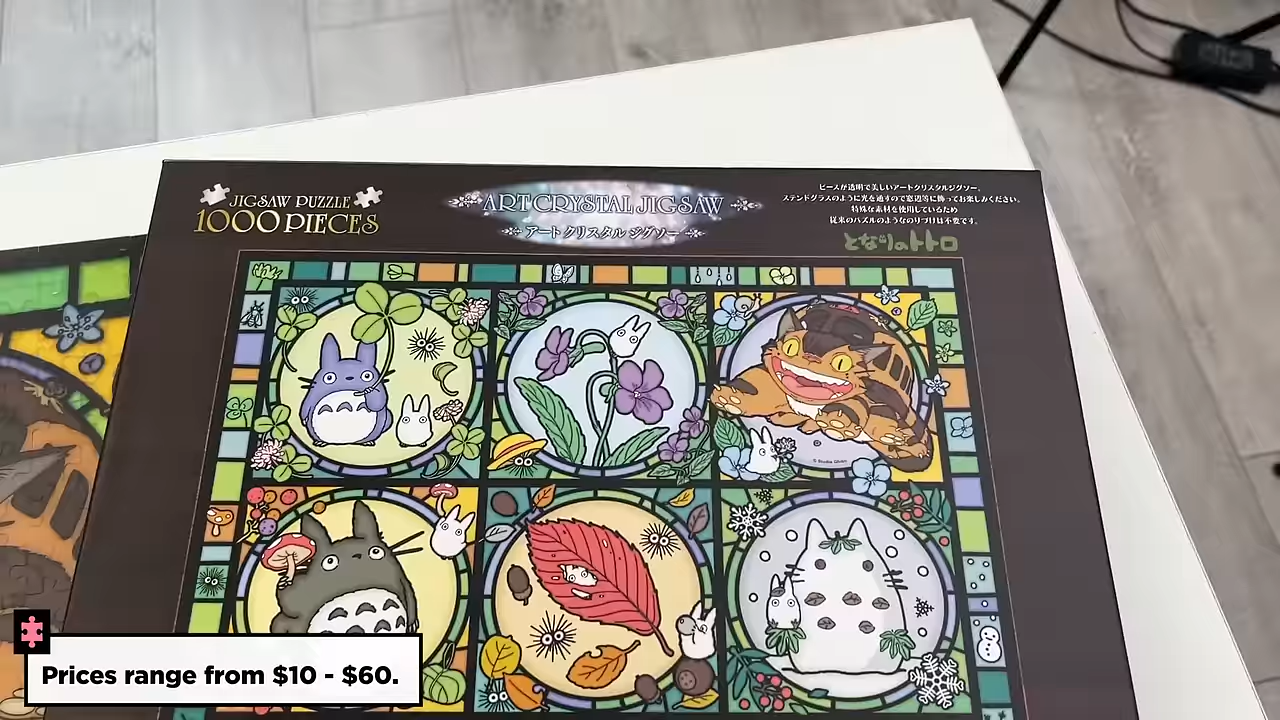 JIGSAW PUZZLE
1000 PIECES
ART CRYSTAL JIGSAW
アート クリスタル ジグソー
ピースが透明で美しいアートクリスタルジグソー。
ステンドグラスのように光を通すので窓辺等に飾ってお楽しみください。
特殊な素材を使用しているため
従来のパズルのようなのりづけは不要です。
となりのトトロ
© Studio Ghibli
Prices range from $10 - $60.